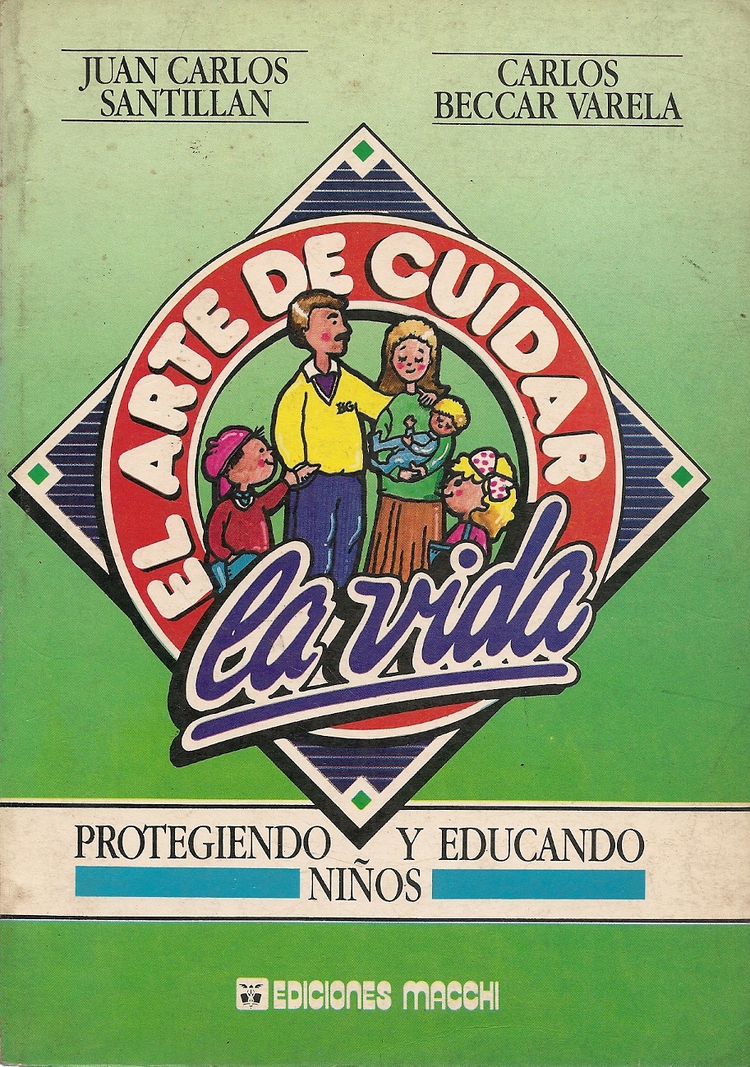 JUAN CARLOS
SANTILLAN
CARLOS
BECCAR VARELA
EL ARTE DE CUIDAR
la vida
PROTEGIENDO Y EDUCANDO
NIÑOS
EDICIONES MACCHI